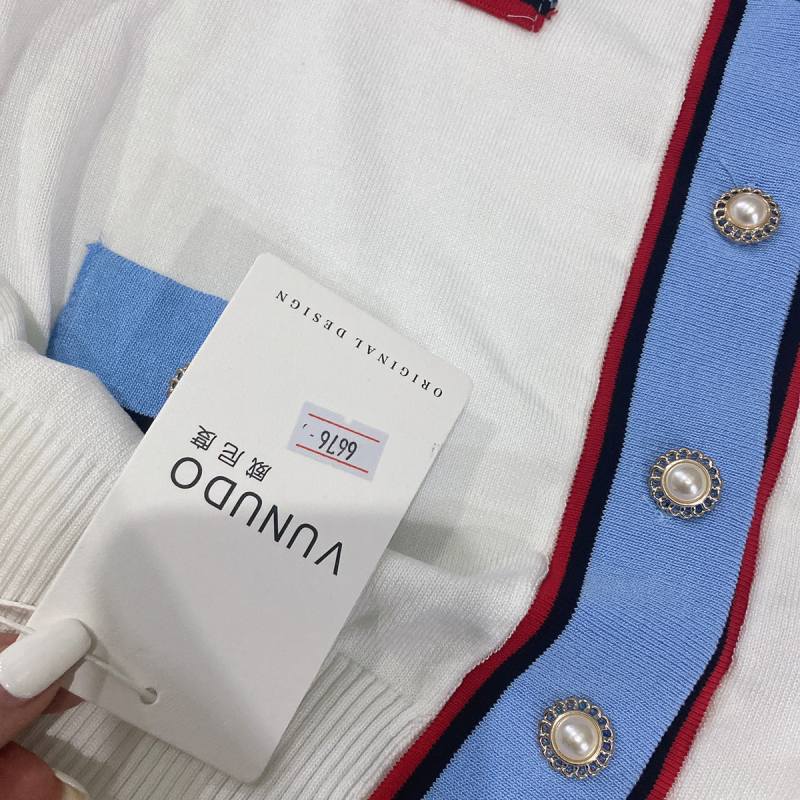 VUNUDO
威尼度
6676-
ORIGINAL DESIGN